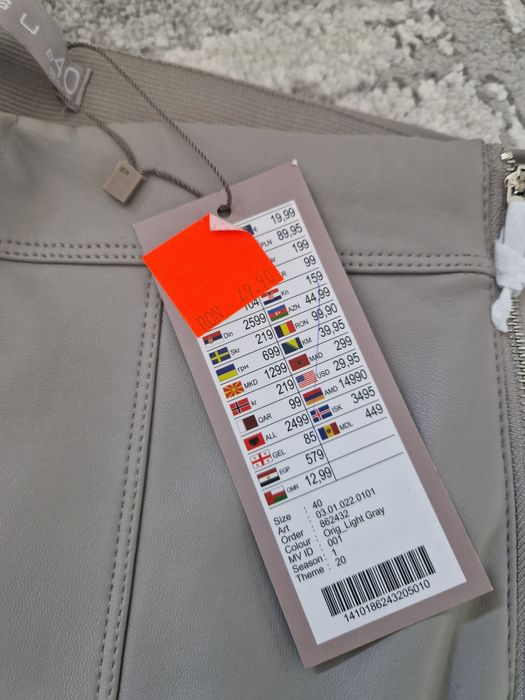 40
€ 19,99
PLN 89,95
199
99
Kn 159
AZN 44,99
RON 99,90
KM 39,95
MAD 299
USD 29.95
AMD 14990
ISK 3495
MDL 449
RON
Din 2599
Skr 219
грн 699
MKD 1299
kr 219
QAR 99
ALL 2499
GEL 85
EGP 579
OMR 12,99
Size : 40
Art : 03.01.022.0101
Order : 862432
Colour : Orig_Light Gray
MV ID : 001
Season : 1
Theme : 20
1410186243205010